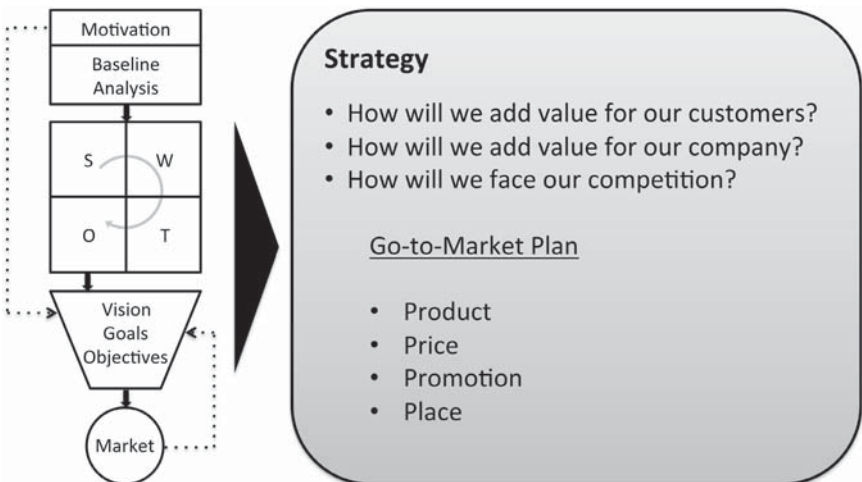 Motivation
Baseline
Analysis
S W
O T
Vision
Goals
Objectives
Market
Strategy
• How will we add value for our customers?
• How will we add value for our company?
• How will we face our competition?
Go-to-Market Plan
• Product
• Price
• Promotion
• Place